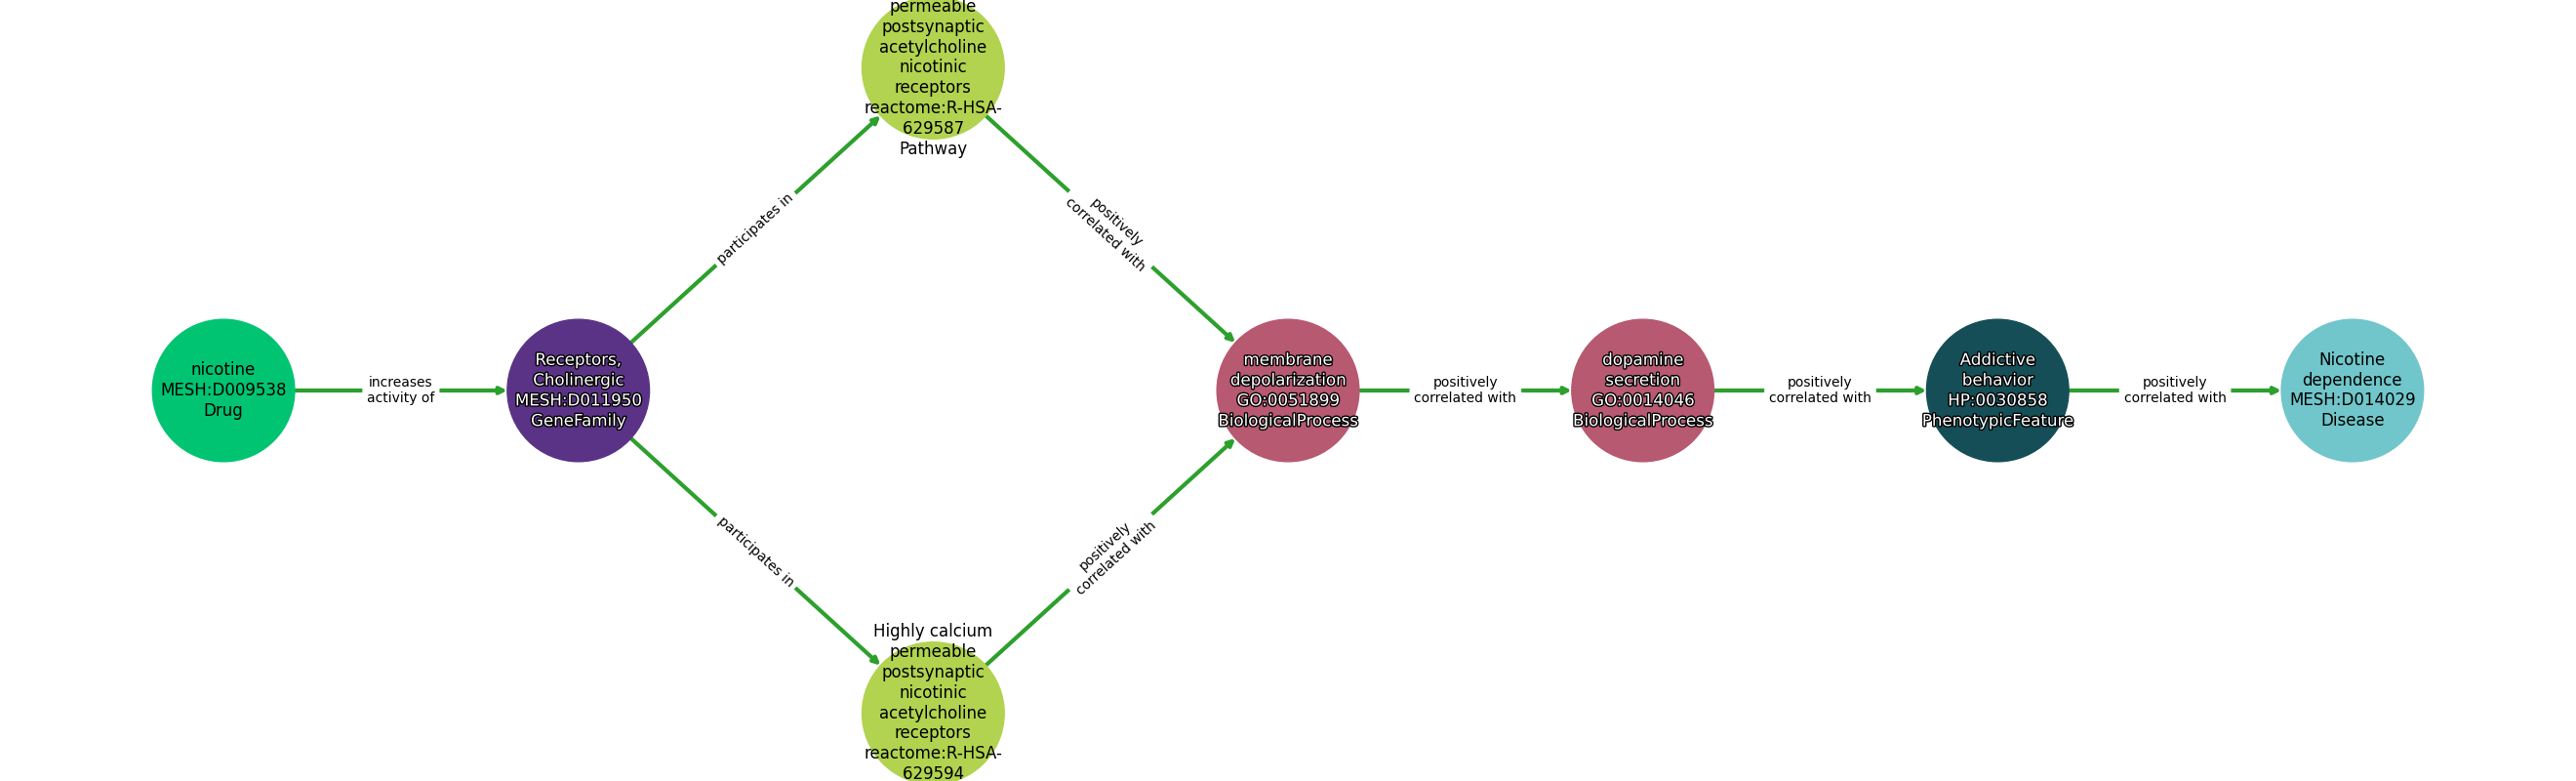 permeable
postsynaptic
acetylcholine
nicotinic
receptors
reactome:R-HSA-
629587
Pathway
participates in
positively
correlated with
nicotine
MESH:D009538
Drug
increases
activity of
Receptors,
Cholinergic
MESH:D011950
GeneFamily
membrane
depolarization
GO:0051899
BiologicalProcess
positively
correlated with
dopamine
secretion
GO:0014046
BiologicalProcess
positively
correlated with
Addictive
behavior
HP:0030858
PhenotypicFeature
positively
correlated with
Nicotine
dependence
MESH:D014029
Disease
participates in
positively
correlated with
Highly calcium
permeable
postsynaptic
nicotinic
acetylcholine
receptors
reactome:R-HSA-
629594